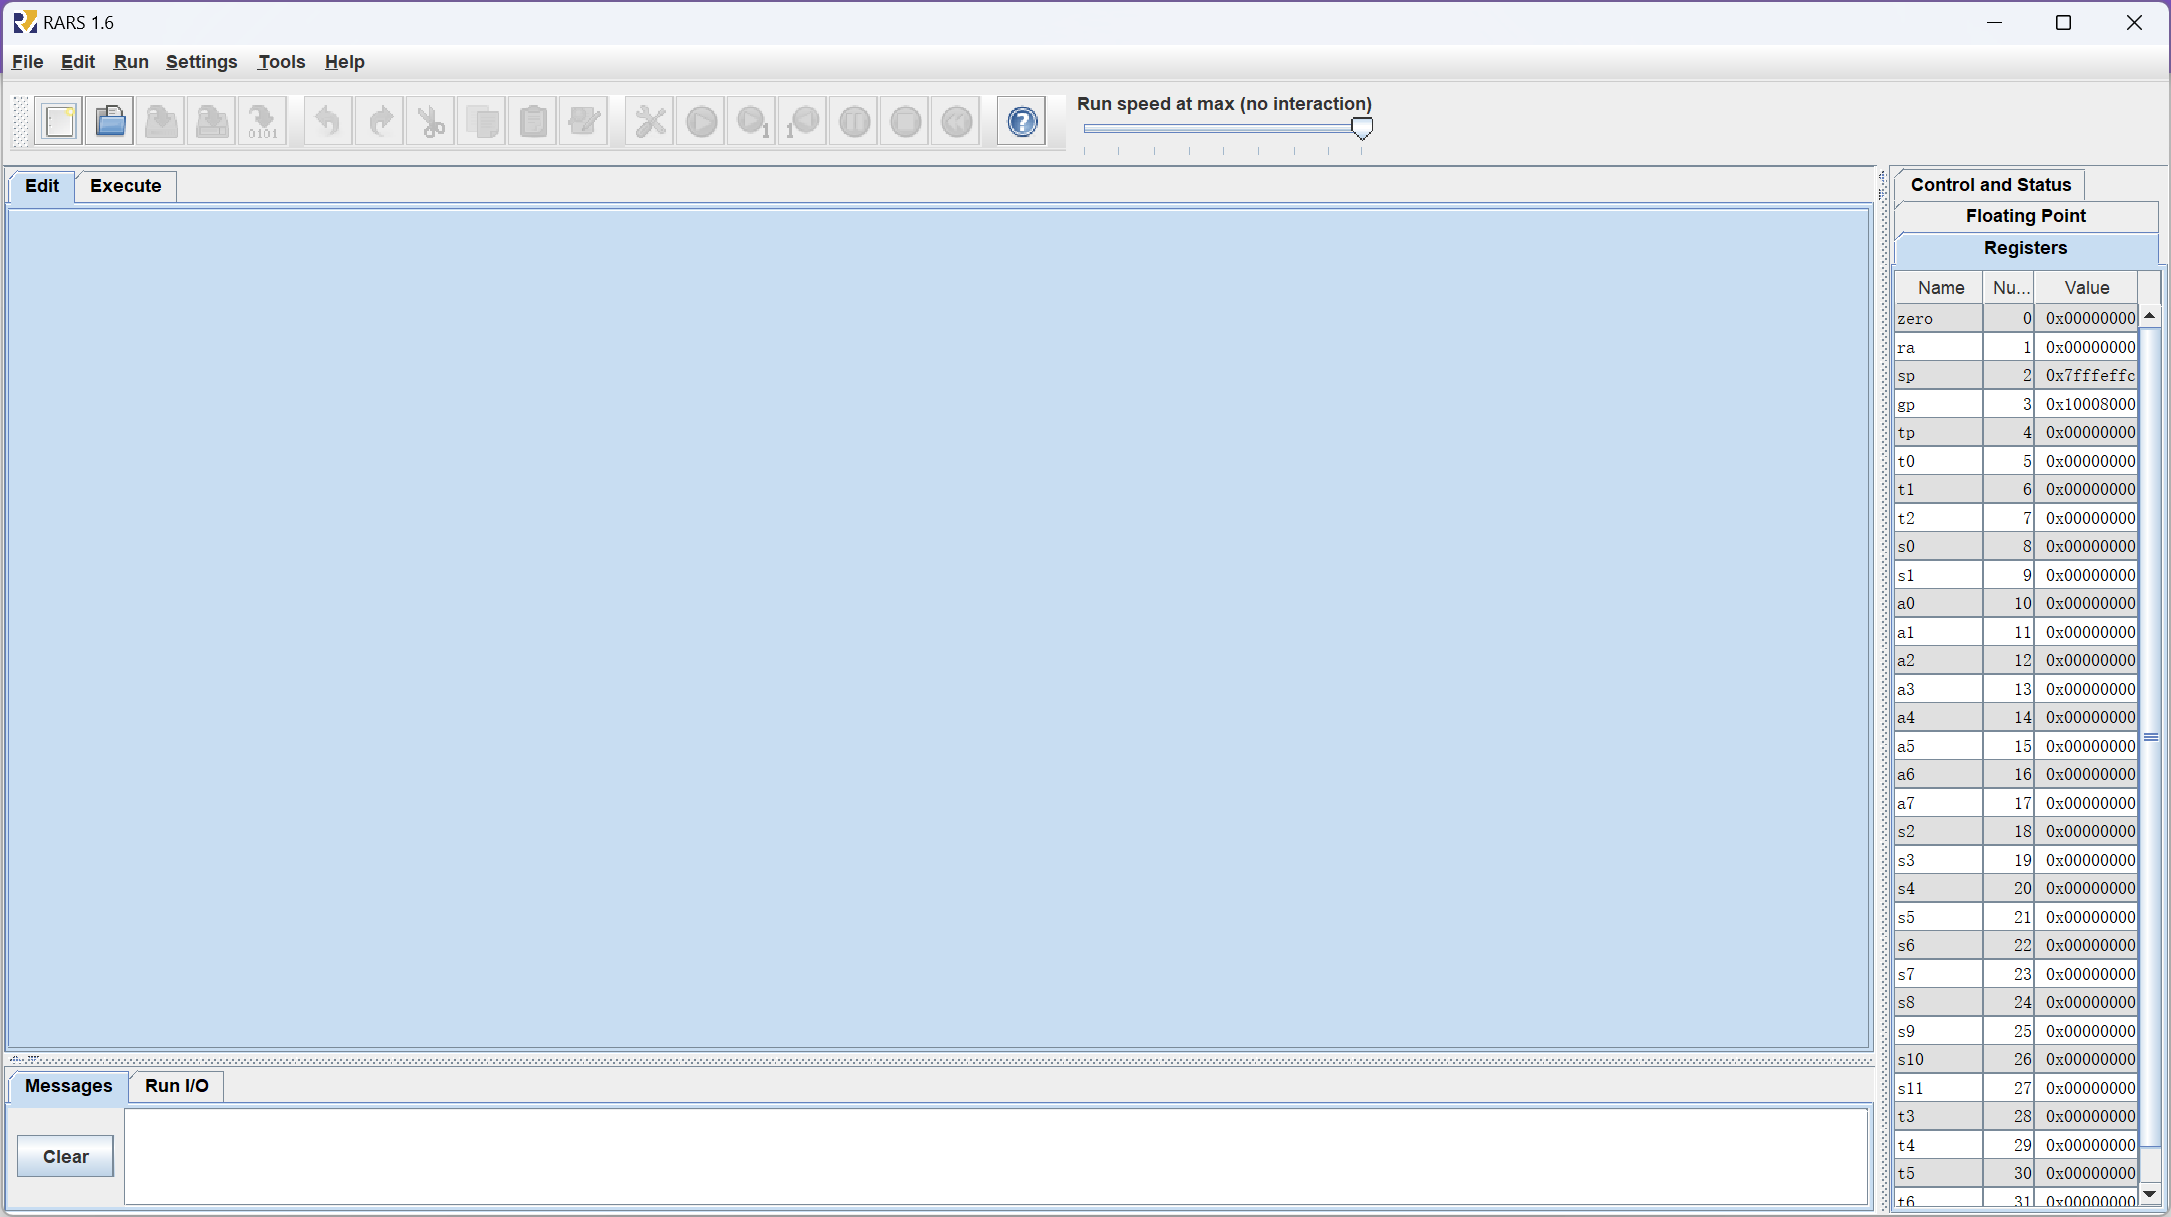 RARS 1.6
File Edit Run Settings Tools Help
0101
1
1
Run speed at max (no interaction)
Edit Execute
Control and Status
Floating Point
Registers
Name Nu... Value
zero 0 0x00000000
ra 1 0x00000000
sp 2 0x7fffeffc
gp 3 0x10008000
tp 4 0x00000000
t0 5 0x00000000
t1 6 0x00000000
t2 7 0x00000000
s0 8 0x00000000
s1 9 0x00000000
a0 10 0x00000000
a1 11 0x00000000
a2 12 0x00000000
a3 13 0x00000000
a4 14 0x00000000
a5 15 0x00000000
a6 16 0x00000000
a7 17 0x00000000
s2 18 0x00000000
s3 19 0x00000000
s4 20 0x00000000
s5 21 0x00000000
s6 22 0x00000000
s7 23 0x00000000
s8 24 0x00000000
s9 25 0x00000000
s10 26 0x00000000
s11 27 0x00000000
t3 28 0x00000000
t4 29 0x00000000
t5 30 0x00000000
t6 31 0x00000000
Messages Run I/O
Clear